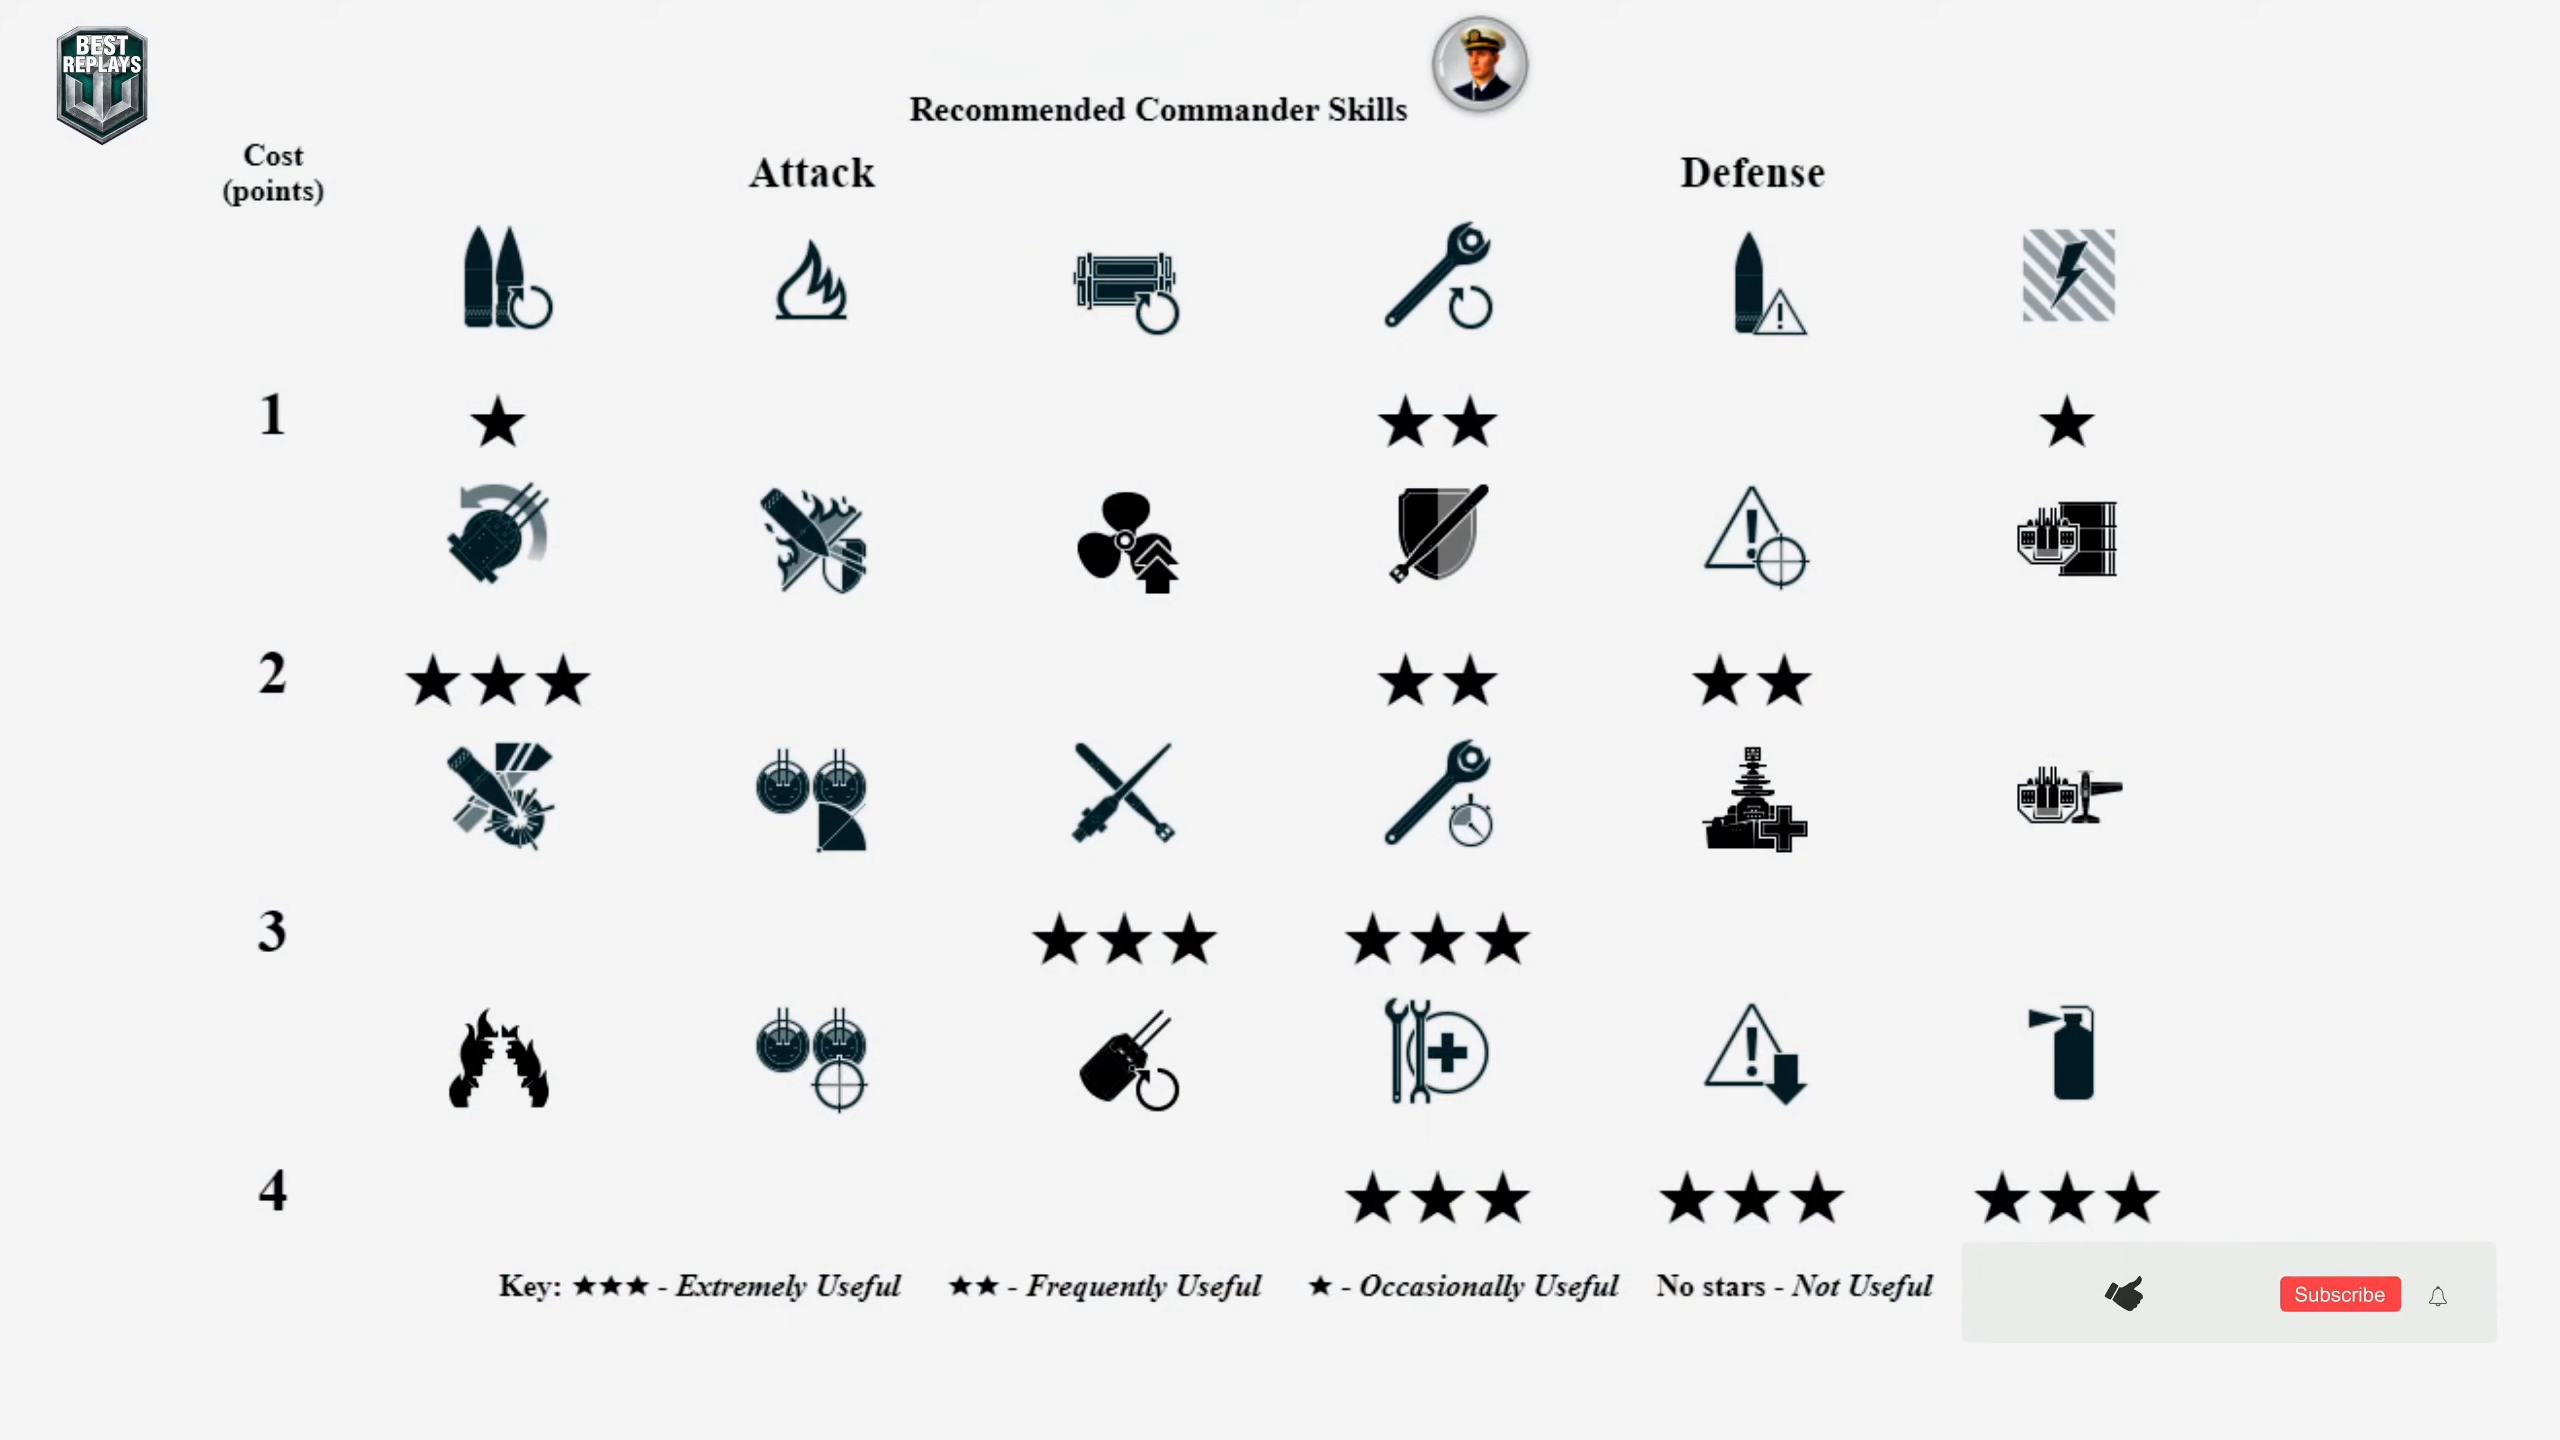 BEST
REPLAYS
Recommended Commander Skills
Cost
(points)
Attack
Defense
1
★
★★
★
2
★★★
★★
★★
3
★★★
★★★
4
★★★
★★★
★★★
Key: ★★★ - Extremely Useful ★★ - Frequently Useful ★ - Occasionally Useful No stars - Not Useful
Subscribe